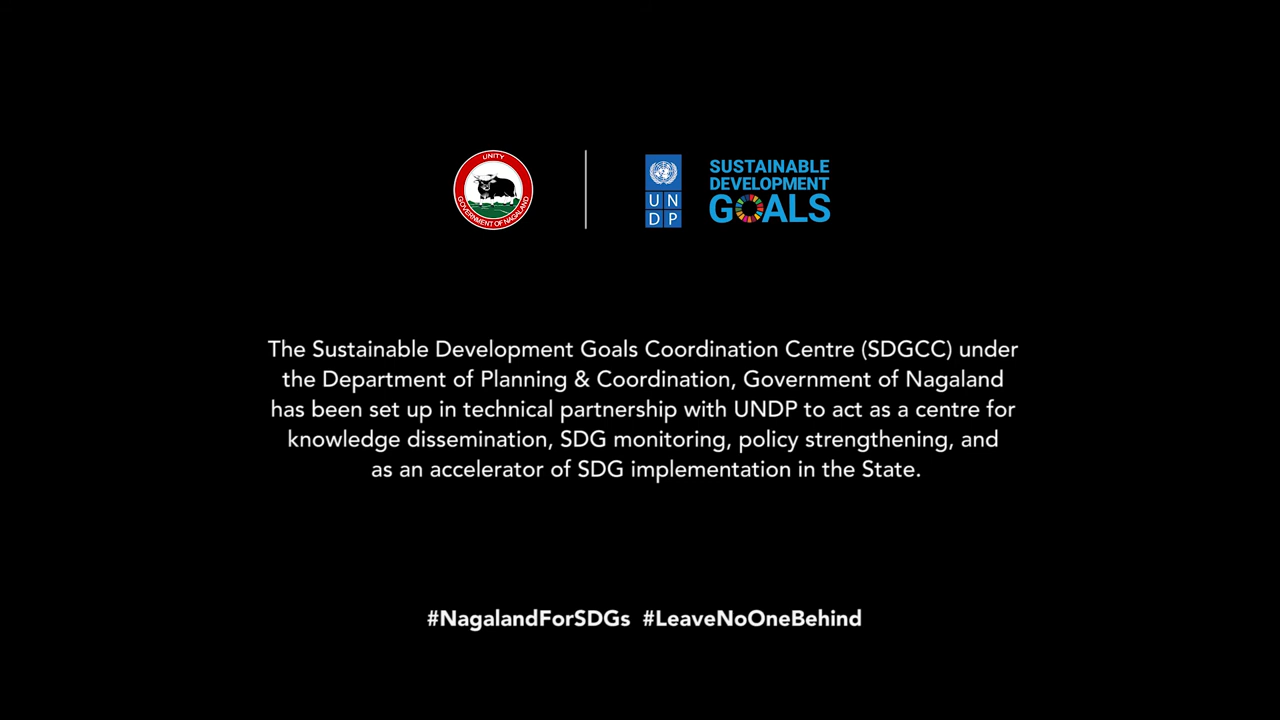 UNITY
GOVERNMENT OF NAGALAND
UN
DP
SUSTAINABLE
DEVELOPMENT
GOALS
The Sustainable Development Goals Coordination Centre (SDGCC) under
the Department of Planning & Coordination, Government of Nagaland
has been set up in technical partnership with UNDP to act as a centre for
knowledge dissemination, SDG monitoring, policy strengthening, and
as an accelerator of SDG implementation in the State.
#NagalandForSDGs #LeaveNoOneBehind